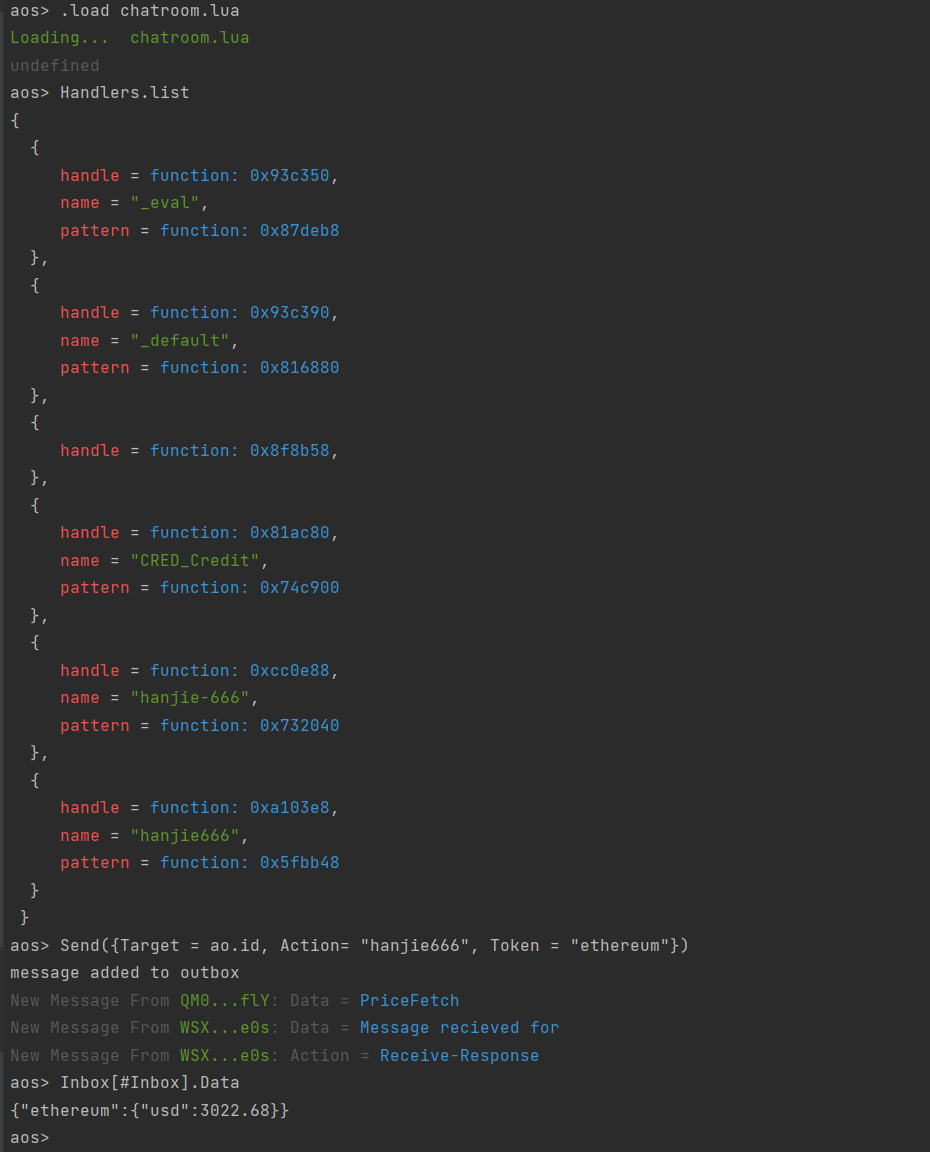 aos> .load chatroom.lua
Loading...  chatroom.lua
undefined
aos> Handlers.list
{
  {
     handle = function: 0x93c350,
     name = "_eval",
     pattern = function: 0x87deb8
  },
  {
     handle = function: 0x93c390,
     name = "_default",
     pattern = function: 0x816880
  },
  {
     handle = function: 0x8f8b58,
  },
  {
     handle = function: 0x81ac80,
     name = "CRED_Credit",
     pattern = function: 0x74c900
  },
  {
     handle = function: 0xcc0e88,
     name = "hanjie-666",
     pattern = function: 0x732040
  },
  {
     handle = function: 0xa103e8,
     name = "hanjie666",
     pattern = function: 0x5fbb48
  }
 }
aos> Send({Target = ao.id, Action= "hanjie666", Token = "ethereum"})
message added to outbox
New Message From QM0...flY: Data = PriceFetch
New Message From WSX...e0s: Data = Message recieved for
New Message From WSX...e0s: Action = Receive-Response
aos> Inbox[#Inbox].Data
{"ethereum":{"usd":3022.68}}
aos>